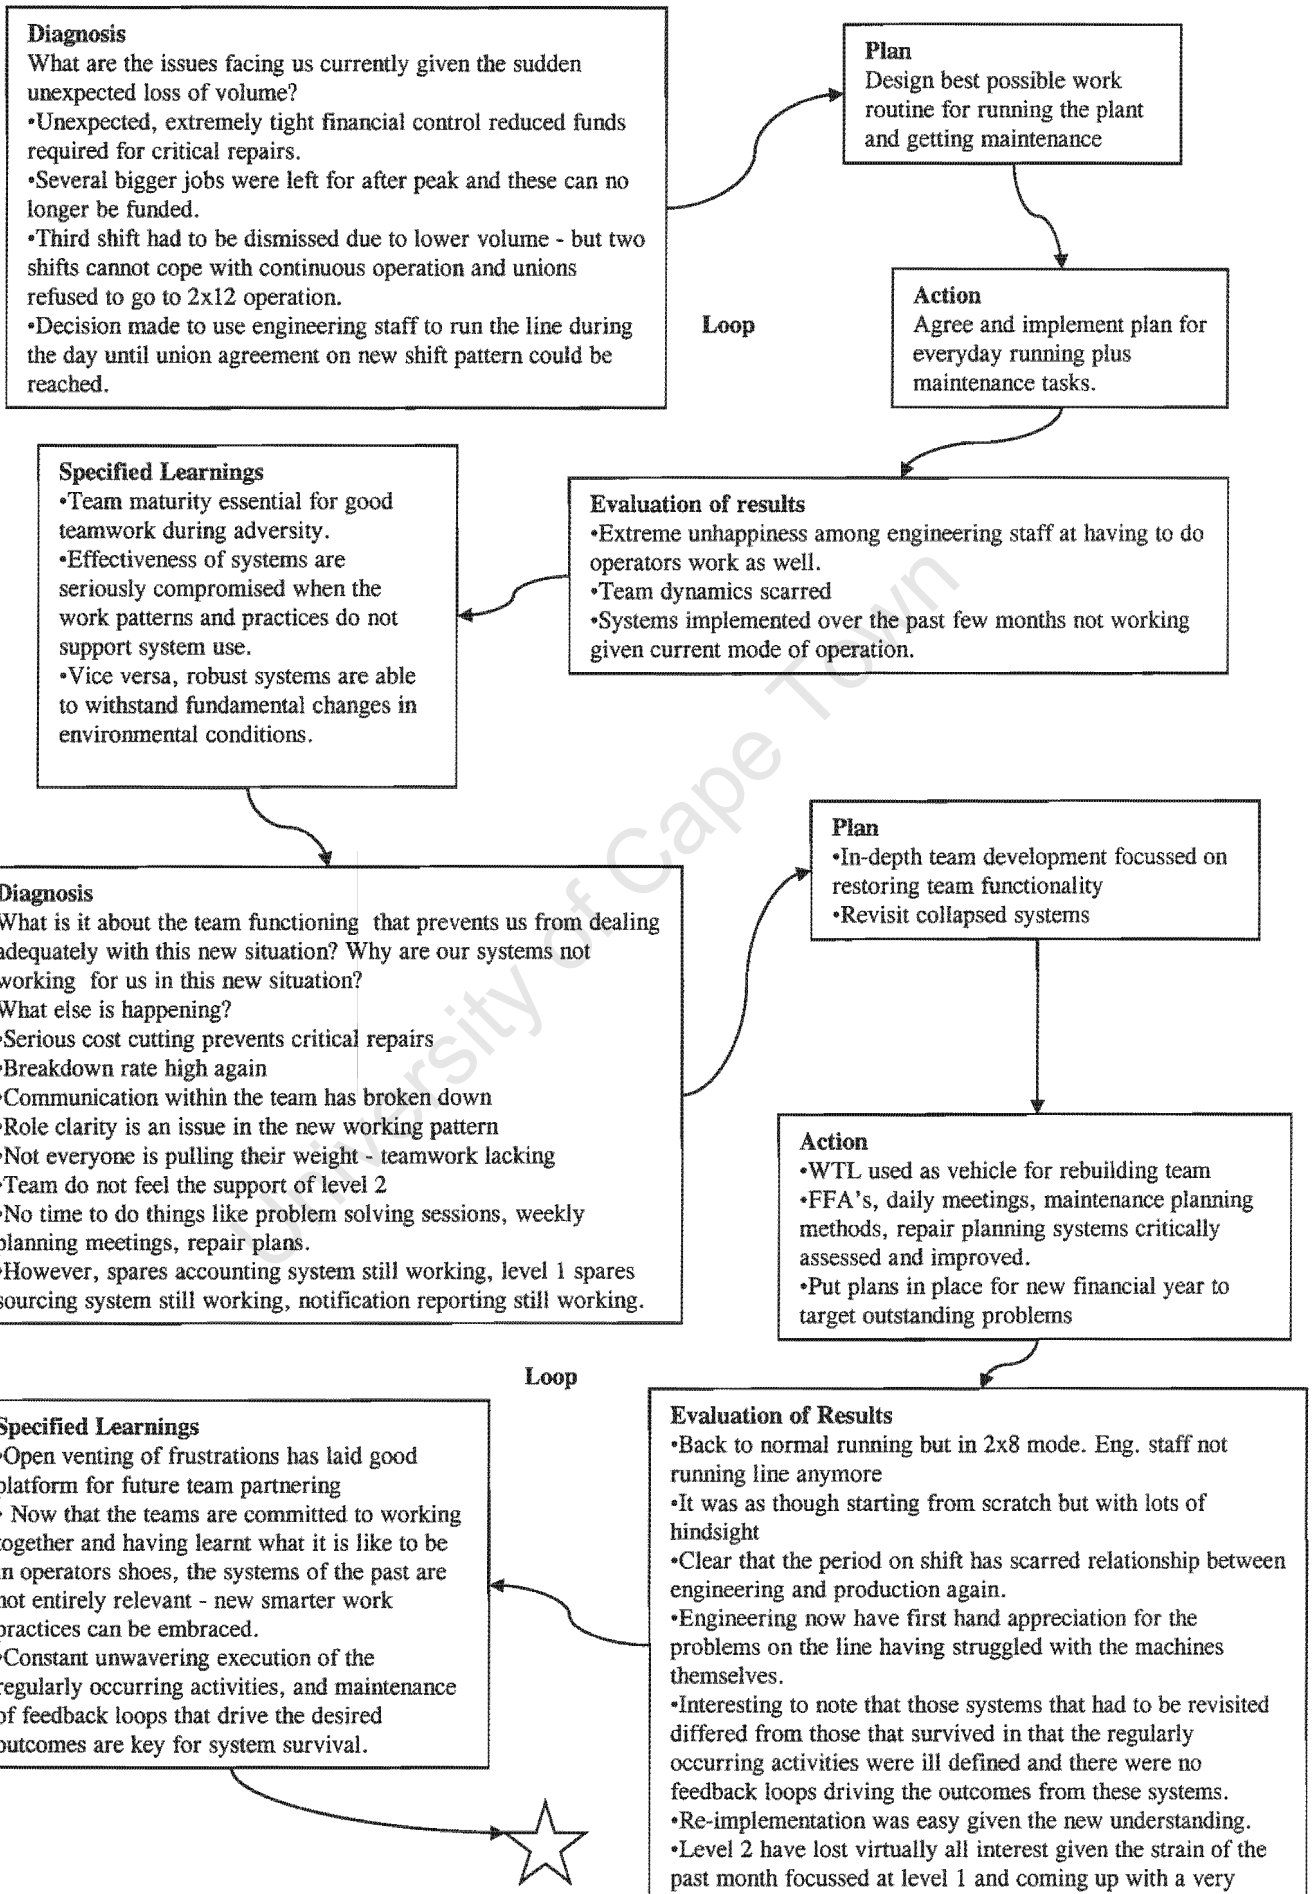 Diagnosis
What are the issues facing us currently given the sudden
unexpected loss of volume?
•Unexpected, extremely tight financial control reduced funds
required for critical repairs.
•Several bigger jobs were left for after peak and these can no
longer be funded.
•Third shift had to be dismissed due to lower volume - but two
shifts cannot cope with continuous operation and unions
refused to go to 2x12 operation.
•Decision made to use engineering staff to run the line during
the day until union agreement on new shift pattern could be
reached.
Plan
Design best possible work
routine for running the plant
and getting maintenance
Loop
Action
Agree and implement plan for
everyday running plus
maintenance tasks.
Evaluation of results
•Extreme unhappiness among engineering staff at having to do
operators work as well.
•Team dynamics scarred
•Systems implemented over the past few months not working
given current mode of operation.
Specified Learnings
•Team maturity essential for good
teamwork during adversity.
•Effectiveness of systems are
seriously compromised when the
work patterns and practices do not
support system use.
•Vice versa, robust systems are able
to withstand fundamental changes in
environmental conditions.
Diagnosis
What is it about the team functioning that prevents us from dealing
adequately with this new situation? Why are our systems not
working for us in this new situation?
What else is happening?
•Serious cost cutting prevents critical repairs
•Breakdown rate high again
•Communication within the team has broken down
•Role clarity is an issue in the new working pattern
•Not everyone is pulling their weight - teamwork lacking
•Team do not feel the support of level 2
•No time to do things like problem solving sessions, weekly
planning meetings, repair plans.
•However, spares accounting system still working, level 1 spares
sourcing system still working, notification reporting still working.
Plan
•In-depth team development focussed on
restoring team functionality
•Revisit collapsed systems
Action
•WTL used as vehicle for rebuilding team
•FFA's, daily meetings, maintenance planning
methods, repair planning systems critically
assessed and improved.
•Put plans in place for new financial year to
target outstanding problems
Loop
Evaluation of Results
•Back to normal running but in 2x8 mode. Eng. staff not
running line anymore
•It was as though starting from scratch but with lots of
hindsight
•Clear that the period on shift has scarred relationship between
engineering and production again.
•Engineering now have first hand appreciation for the
problems on the line having struggled with the machines
themselves.
•Interesting to note that those systems that had to be revisited
differed from those that survived in that the regularly
occurring activities were ill defined and there were no
feedback loops driving the outcomes from these systems.
•Re-implementation was easy given the new understanding.
•Level 2 have lost virtually all interest given the strain of the
past month focussed at level 1 and coming up with a very
Specified Learnings
•Open venting of frustrations has laid good
platform for future team partnering
• Now that the teams are committed to working
together and having learnt what it is like to be
in operators shoes, the systems of the past are
not entirely relevant - new smarter work
practices can be embraced.
•Constant unwavering execution of the
regularly occurring activities, and maintenance
of feedback loops that drive the desired
outcomes are key for system survival.
University of Cape Town